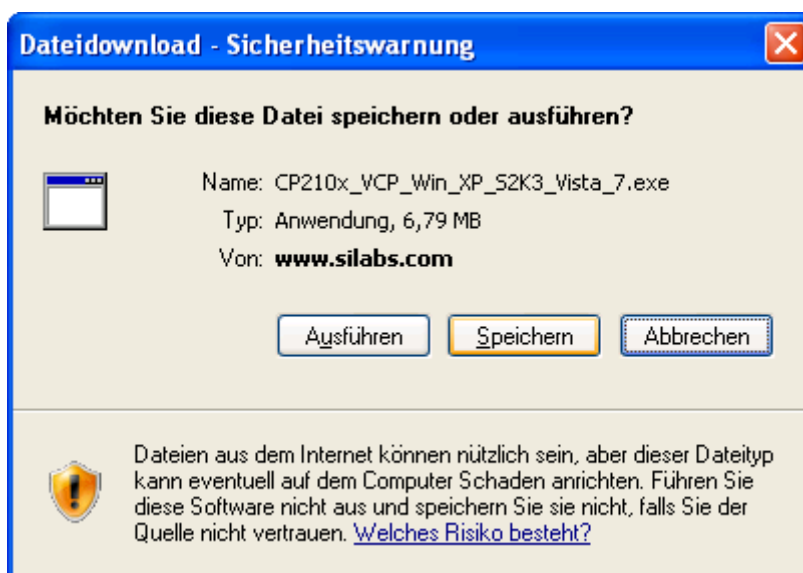 Dateidownload - Sicherheitswarnung
Möchten Sie diese Datei speichern oder ausführen?
Name: CP210x_VCP_Win_XP_S2K3_Vista_7.exe
Typ: Anwendung, 6,79 MB
Von: www.silabs.com
Ausführen Speichern Abbrechen
Dateien aus dem Internet können nützlich sein, aber dieser Dateityp
kann eventuell auf dem Computer Schaden anrichten. Führen Sie
diese Software nicht aus und speichern Sie sie nicht, falls Sie der
Quelle nicht vertrauen. Welches Risiko besteht?